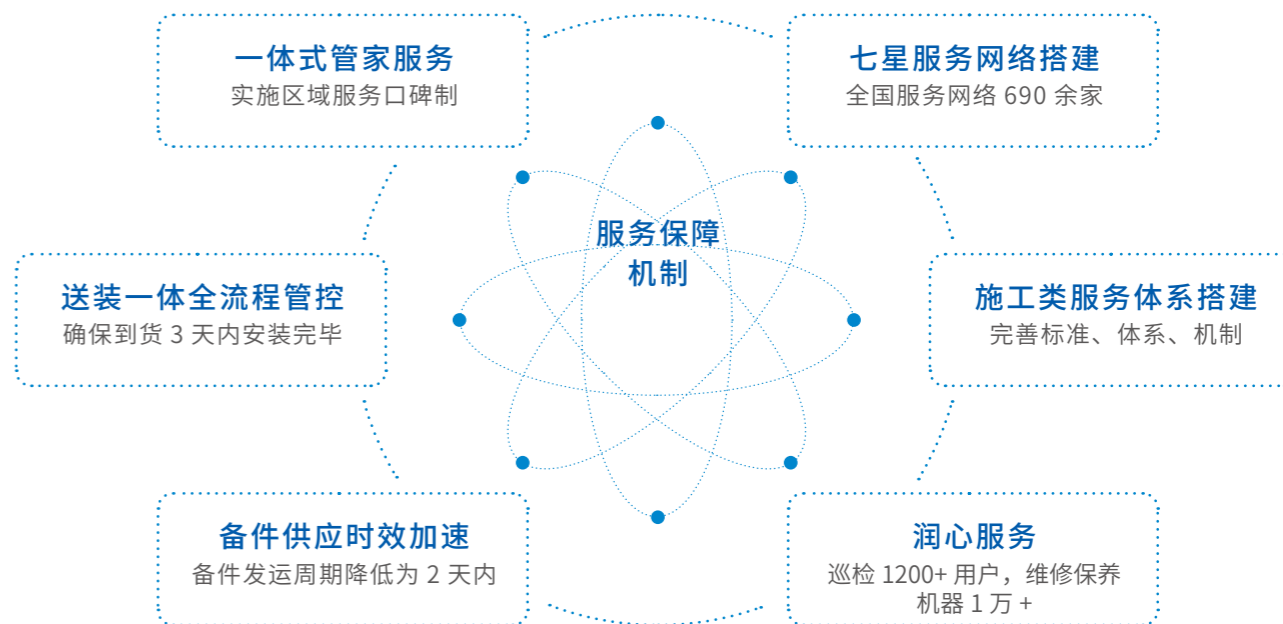 一体式管家服务
实施区域服务口碑制
七星服务网络搭建
全国服务网络 690 余家
服务保障
机制
送装一体全流程管控
确保到货 3 天内安装完毕
施工类服务体系搭建
完善标准、体系、机制
备件供应时效加速
备件发运周期降低为 2 天内
润心服务
巡检 1200+ 用户，维修保养
机器 1 万 +